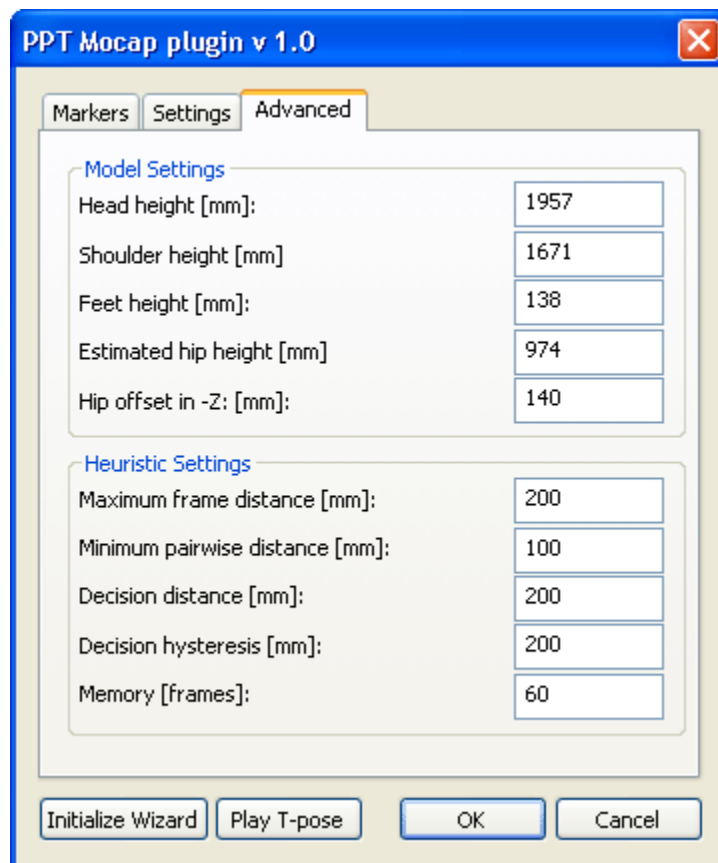 PPT Mocap plugin v 1.0
Markers Settings Advanced
Model Settings
Head height [mm]: 1957
Shoulder height [mm] 1671
Feet height [mm]: 138
Estimated hip height [mm] 974
Hip offset in -Z: [mm]: 140
Heuristic Settings
Maximum frame distance [mm]: 200
Minimum pairwise distance [mm]: 100
Decision distance [mm]: 200
Decision hysteresis [mm]: 200
Memory [frames]: 60
Initialize Wizard Play T-pose OK Cancel